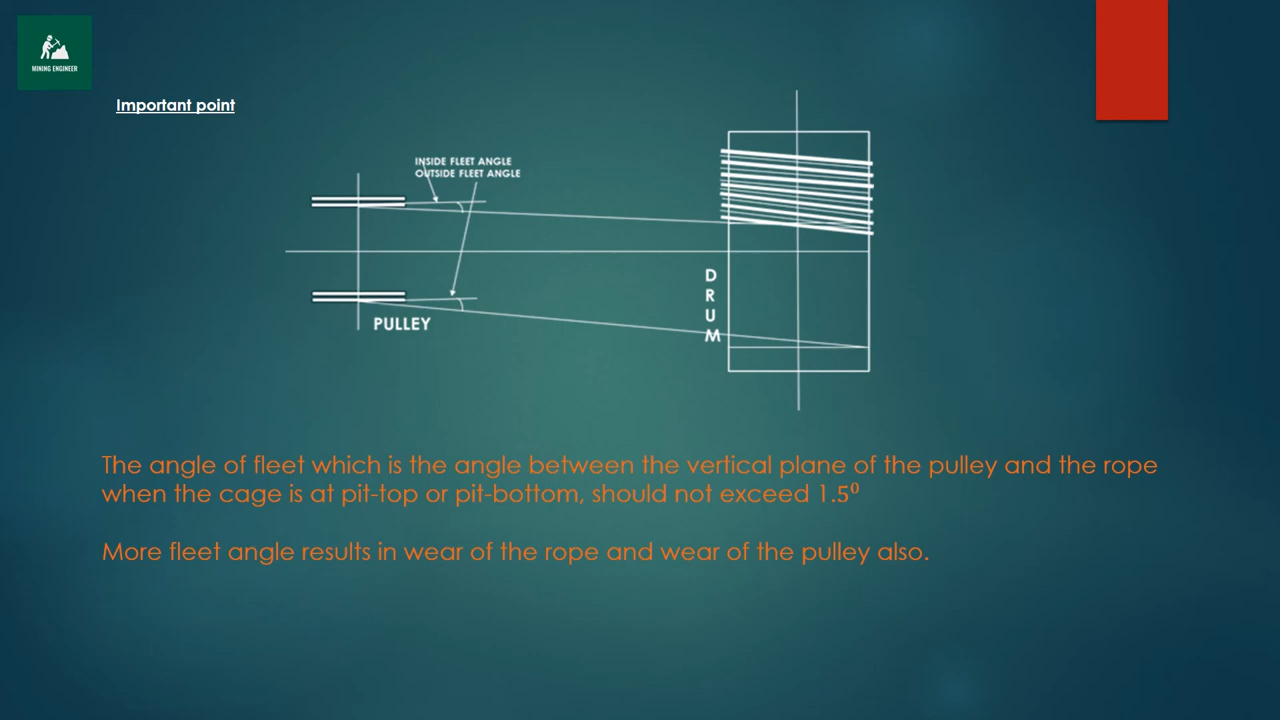 MINING ENGINEER
Important point
INSIDE FLEET ANGLE
OUTSIDE FLEET ANGLE
D
R
U
M
PULLEY
The angle of fleet which is the angle between the vertical plane of the pulley and the rope
when the cage is at pit-top or pit-bottom, should not exceed 1.5⁰
More fleet angle results in wear of the rope and wear of the pulley also.